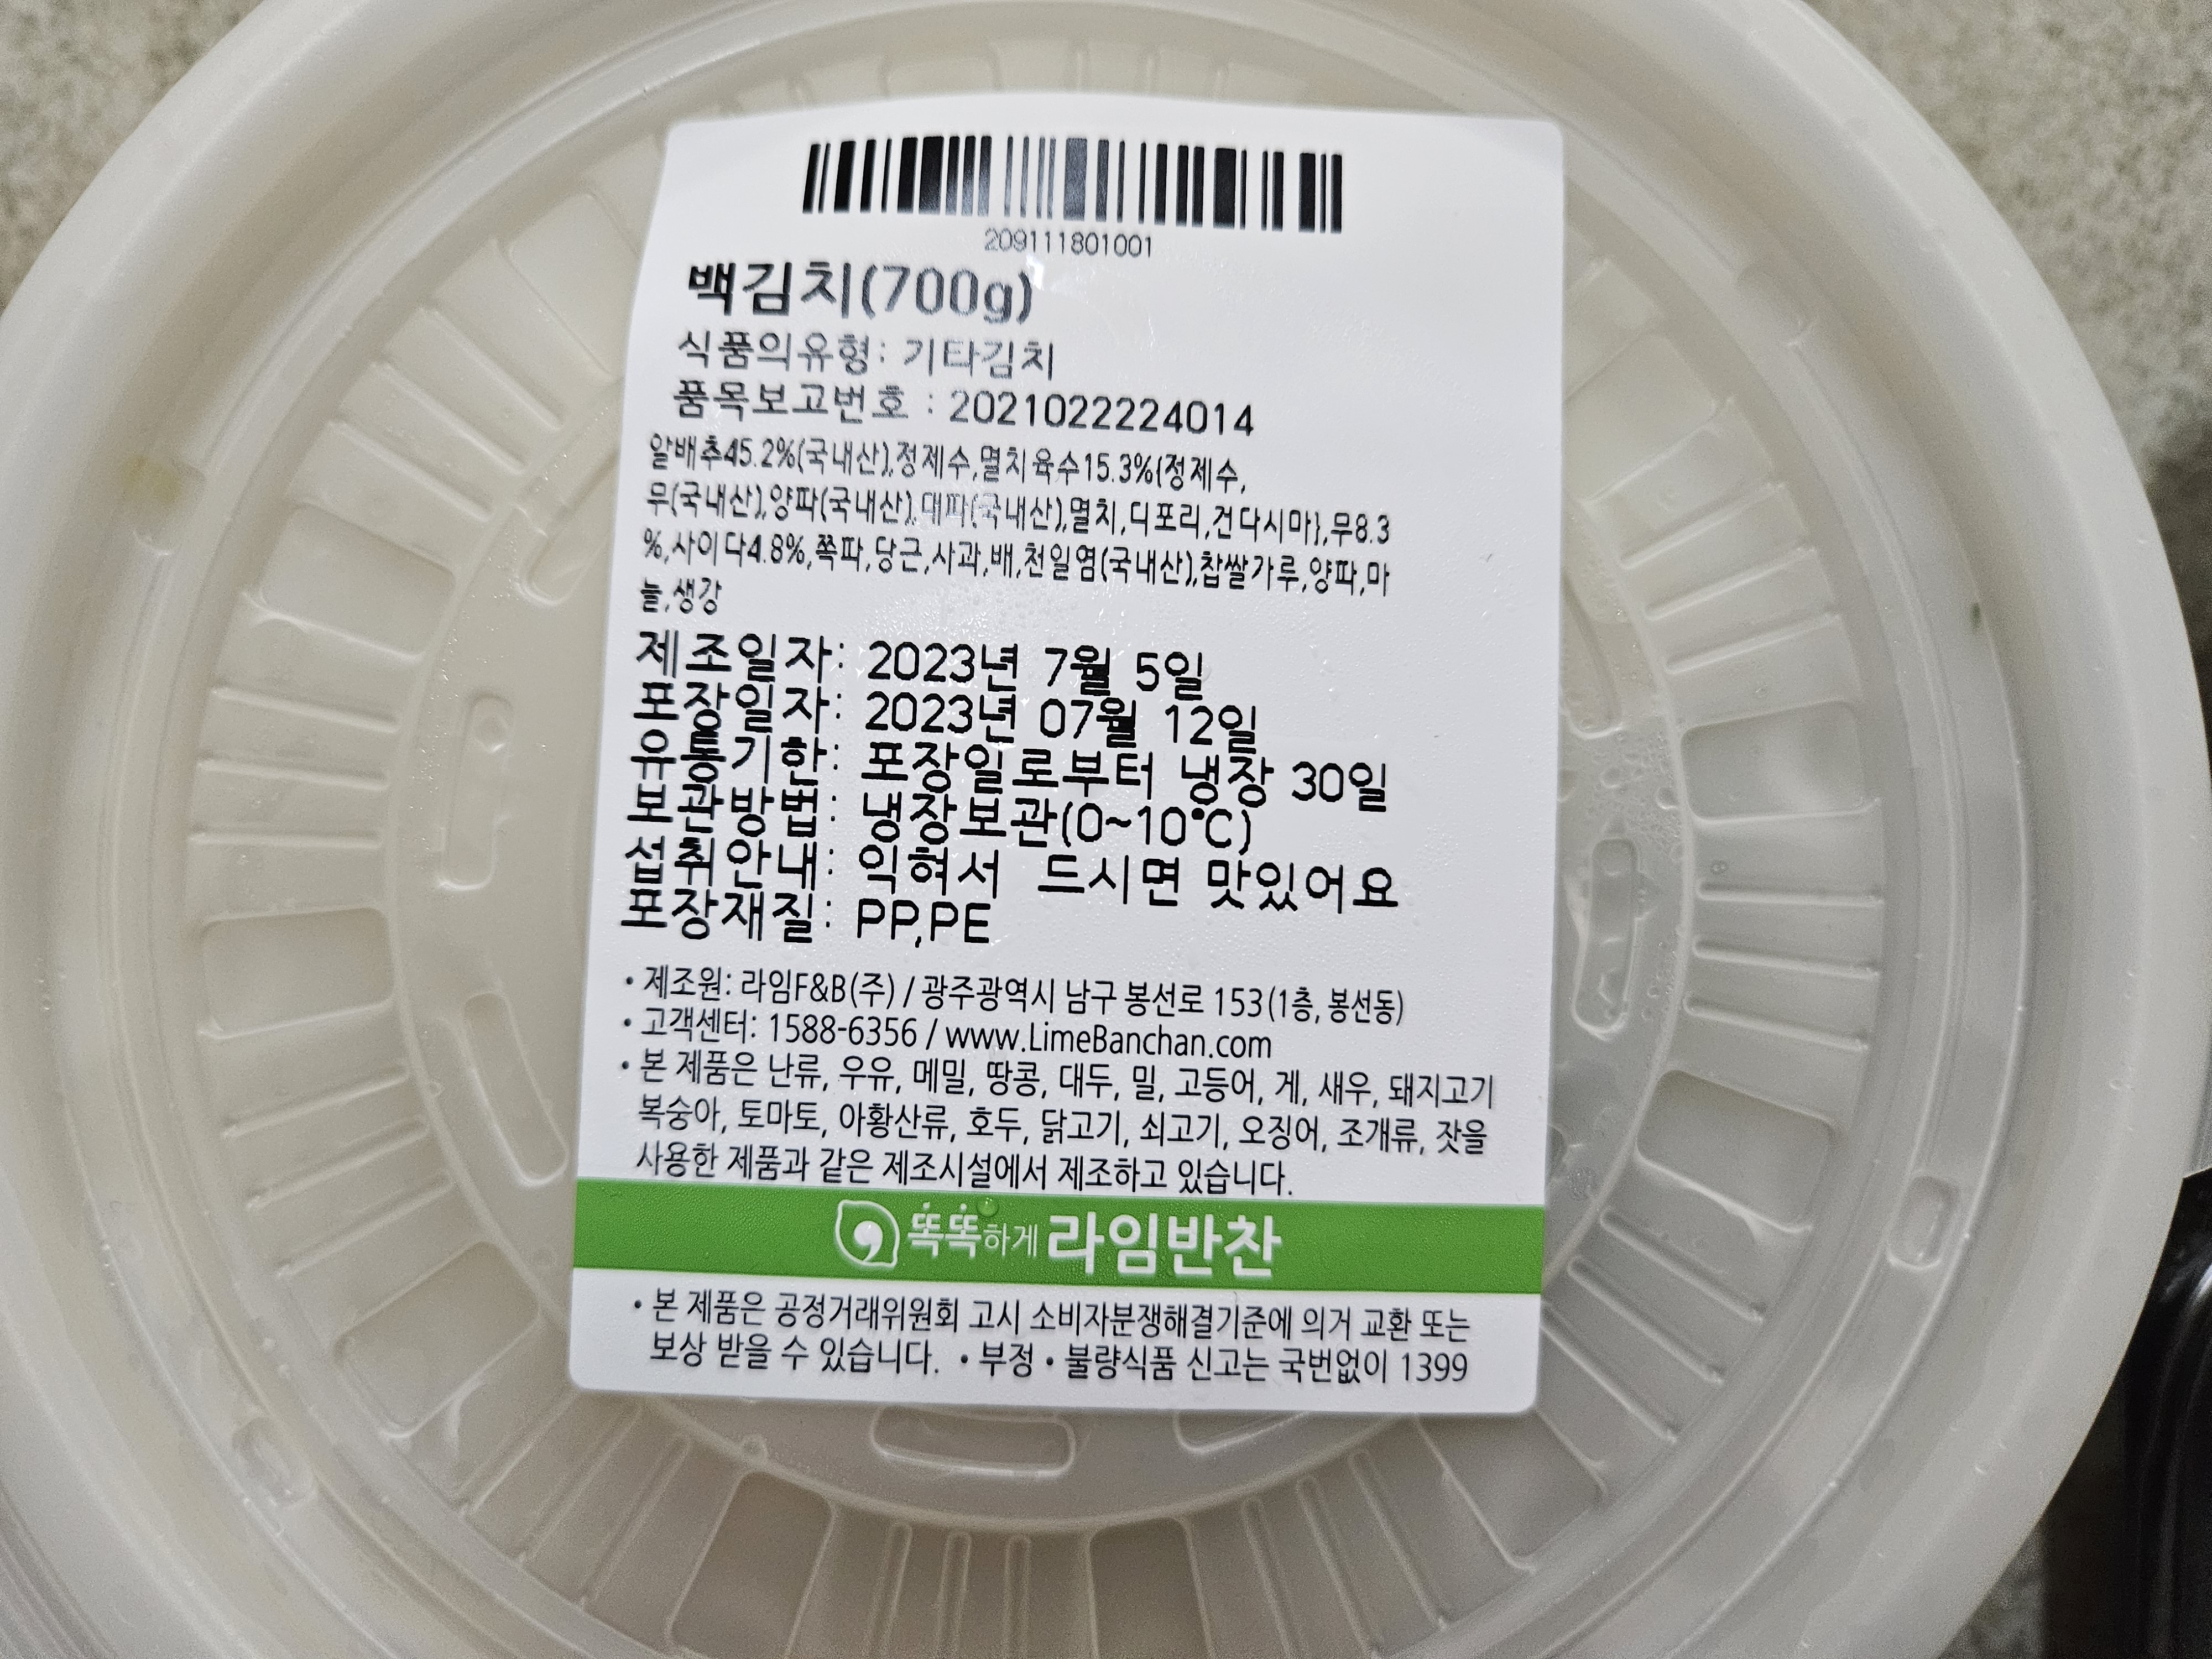 209111801001
백김치(700g)
식품의유형: 기타김치
품목보고번호 : 2021022224014
알배추45.2%(국내산),정제수,멸치육수15.3%{정제수,
무(국내산),양파(국내산),대파(국내산),멸치,디포리,건다시마},무8.3
%,사이다4.8%,쪽파,당근,사과,배,천일염(국내산),찹쌀가루,양파,마
늘,생강
제조일자: 2023년 7월 5일
포장일자: 2023년 07월 12일
유통기한: 포장일로부터 냉장 30일
보관방법: 냉장보관(0~10℃)
섭취안내: 익혀서 드시면 맛있어요
포장재질: PP,PE
• 제조원: 라임F&B(주) / 광주광역시 남구 봉선로 153(1층, 봉선동)
• 고객센터: 1588-6356 / www.LimeBanchan.com
• 본 제품은 난류, 우유, 메밀, 땅콩, 대두, 밀, 고등어, 게, 새우, 돼지고기
복숭아, 토마토, 아황산류, 호두, 닭고기, 쇠고기, 오징어, 조개류, 잣을
사용한 제품과 같은 제조시설에서 제조하고 있습니다.
똑똑하게 라임반찬
• 본 제품은 공정거래위원회 고시 소비자분쟁해결기준에 의거 교환 또는
보상 받을 수 있습니다. • 부정 • 불량식품 신고는 국번없이 1399